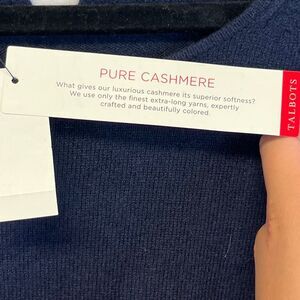 PURE CASHMERE
What gives our luxurious cashmere its superior softness?
We use only the finest extra-long yarns, expertly
crafted and beautifully colored.
TALBOTS